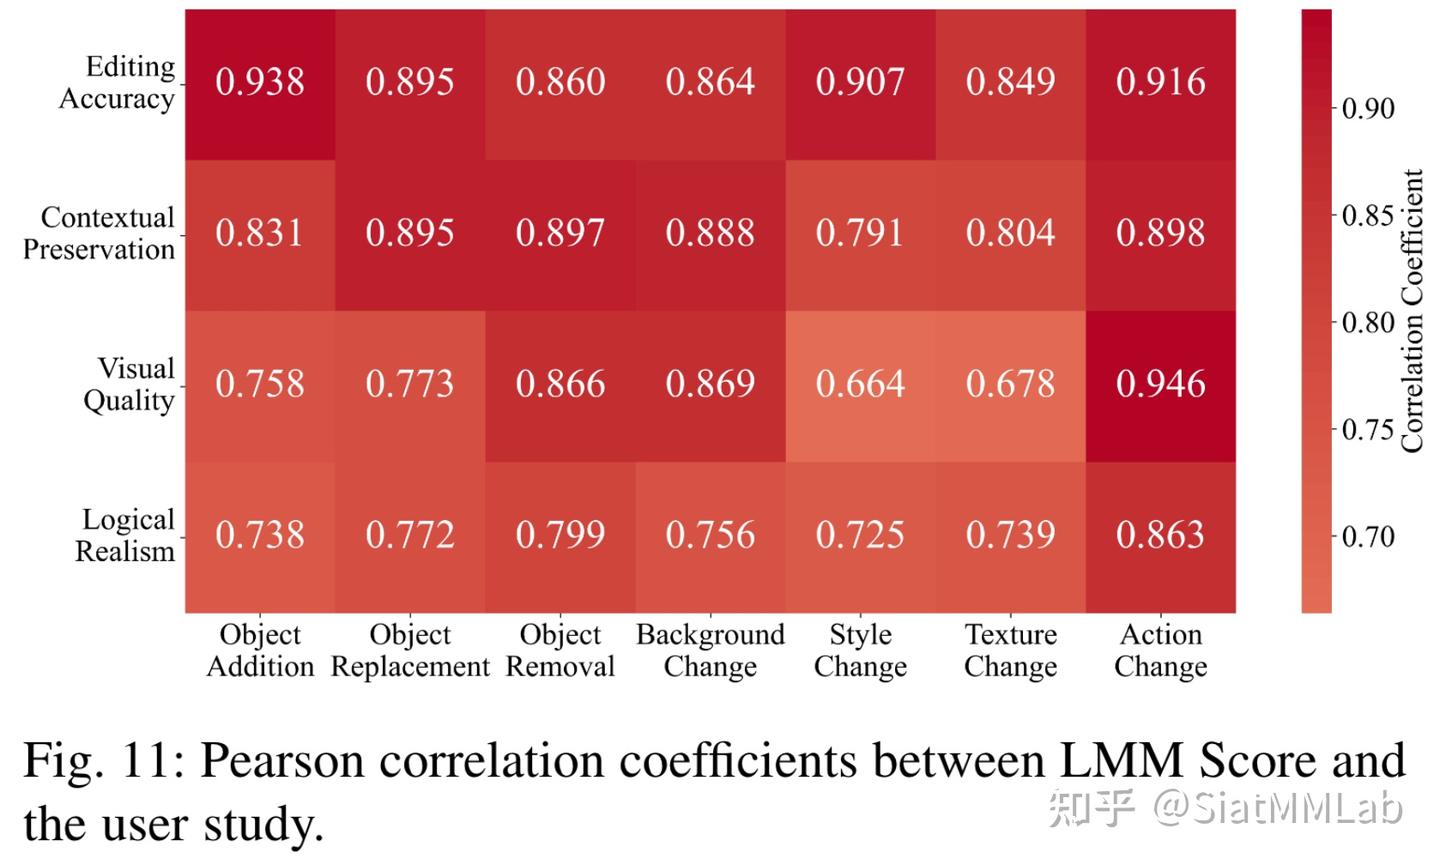 Editing
Accuracy
0.938 0.895 0.860 0.864 0.907 0.849 0.916
Contextual
Preservation
0.831 0.895 0.897 0.888 0.791 0.804 0.898
Visual
Quality
0.758 0.773 0.866 0.869 0.664 0.678 0.946
Logical
Realism
0.738 0.772 0.799 0.756 0.725 0.739 0.863
Object
Addition
Object
Replacement
Object
Removal
Background
Change
Style
Change
Texture
Change
Action
Change
0.90
0.85
0.80
0.75
0.70
Correlation Coefficient
Fig. 11: Pearson correlation coefficients between LMM Score and
the user study.
知乎 @SiatMMLab